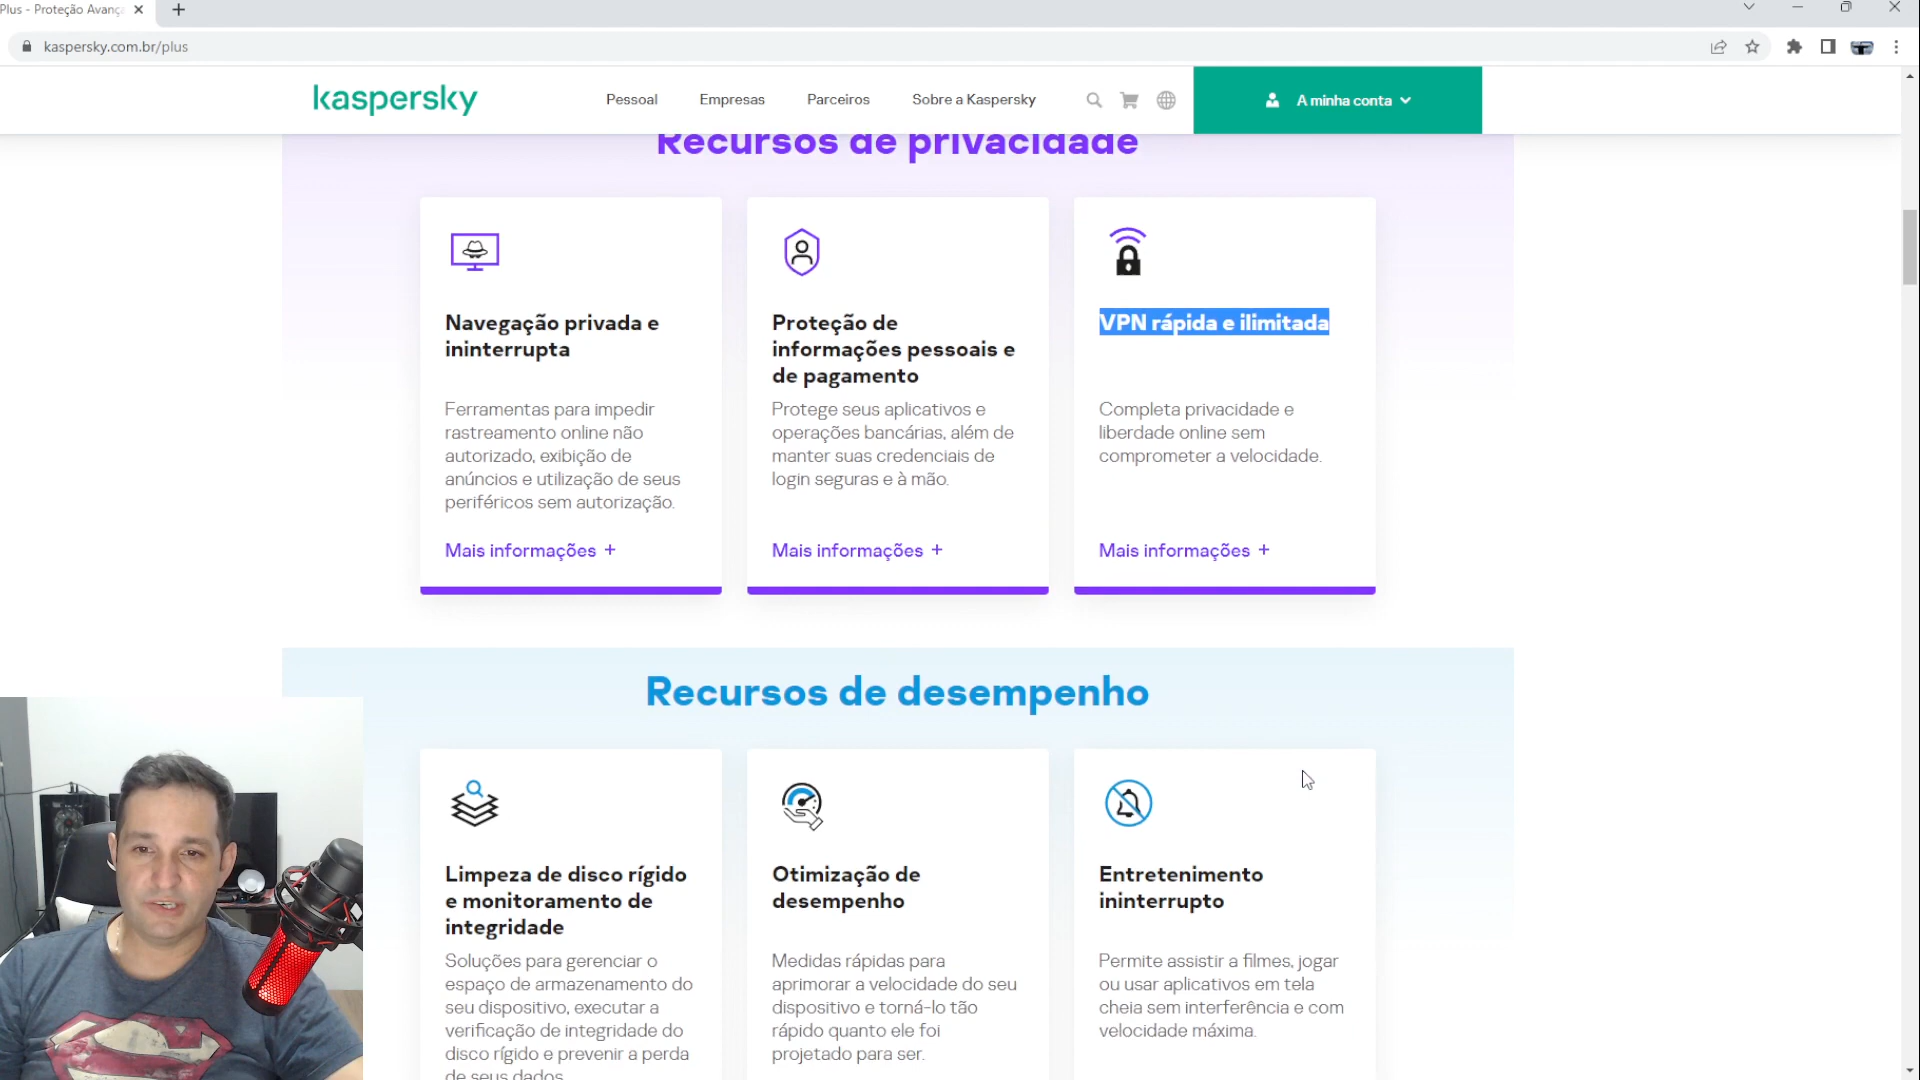 Plus - Proteção Avanç
kaspersky.com.br/plus
kaspersky
Pessoal
Empresas
Parceiros
Sobre a Kaspersky
A minha conta
Recursos de privacidade
Navegação privada e
ininterrupta
Ferramentas para impedir
rastreamento online não
autorizado, exibição de
anúncios e utilização de seus
periféricos sem autorização.
Mais informações +
Proteção de
informações pessoais e
de pagamento
Protege seus aplicativos e
operações bancárias, além de
manter suas credenciais de
login seguras e à mão.
Mais informações +
VPN rápida e ilimitada
Completa privacidade e
liberdade online sem
comprometer a velocidade.
Mais informações +
Recursos de desempenho
Limpeza de disco rígido
e monitoramento de
integridade
Soluções para gerenciar o
espaço de armazenamento do
seu dispositivo, executar a
verificação de integridade do
disco rígido e prevenir a perda
de seus dados.
Otimização de
desempenho
Medidas rápidas para
aprimorar a velocidade do seu
dispositivo e torná-lo tão
rápido quanto ele foi
projetado para ser.
Entretenimento
ininterrupto
Permite assistir a filmes, jogar
ou usar aplicativos em tela
cheia sem interferência e com
velocidade máxima.